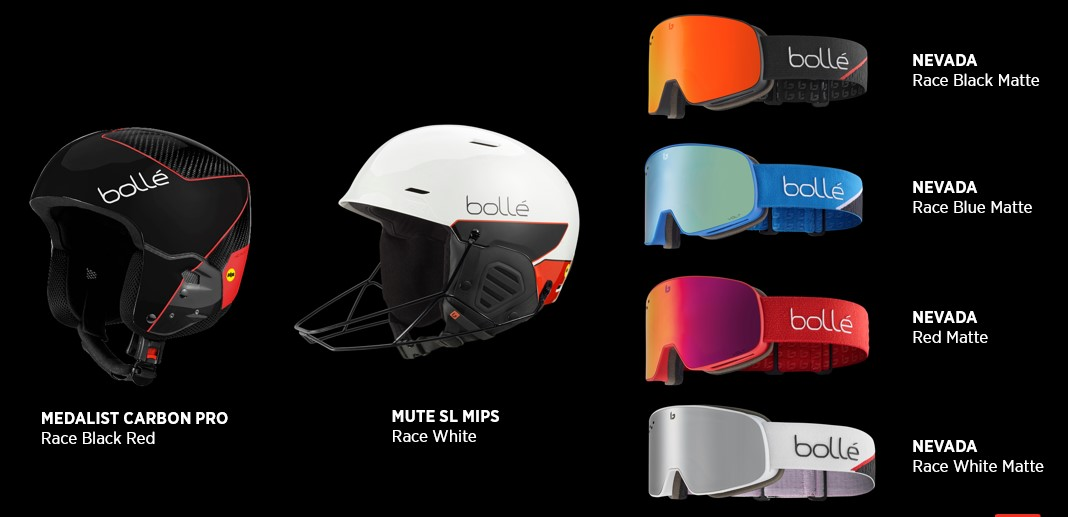 bollé
MEDALIST CARBON PRO
Race Black Red
bollé
MUTE SL MIPS
Race White
bollé
NEVADA
Race Black Matte
bollé
NEVADA
Race Blue Matte
bollé
NEVADA
Red Matte
bollé
NEVADA
Race White Matte